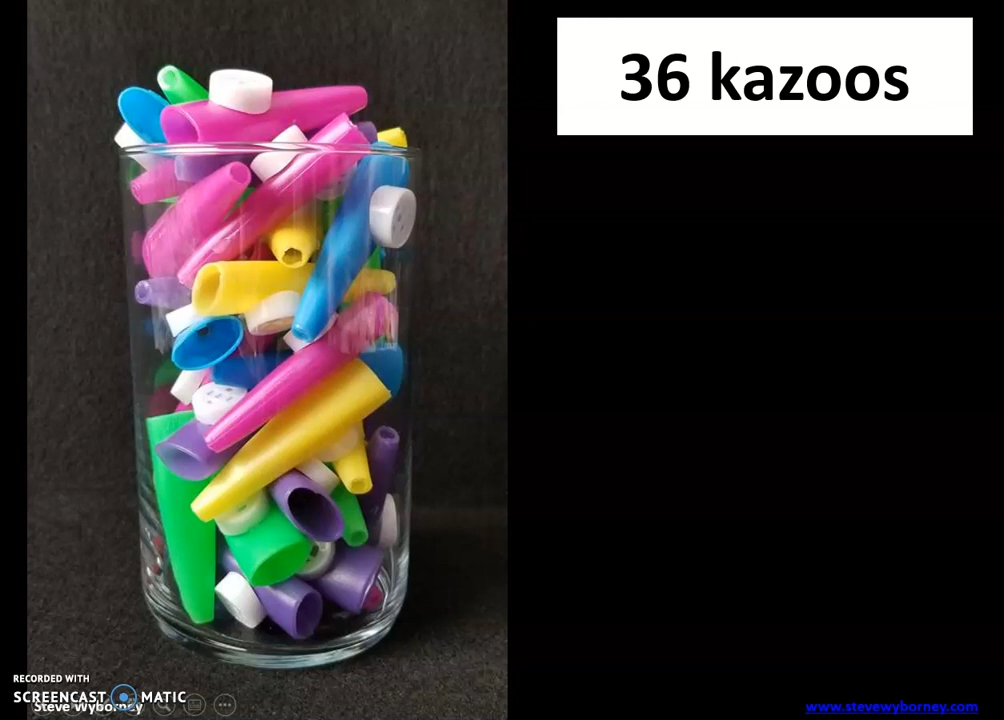 36 kazoos
RECORDED WITH
SCREENCAST MATIC
Steve Wyborney
www.stevewyborney.com